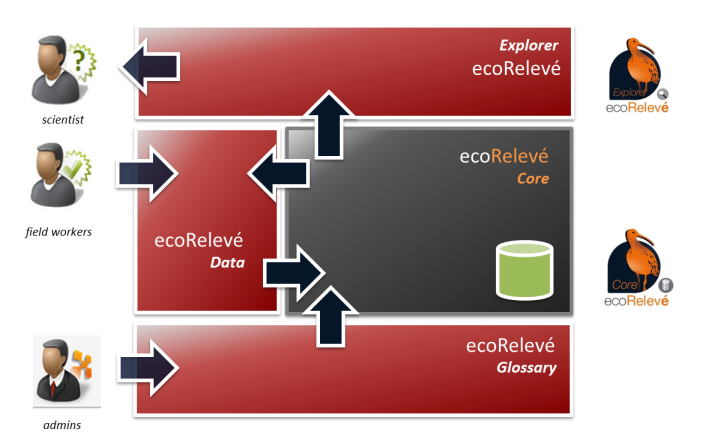 Explorer
ecoRelevé
?
scientist
Explorer
ecoRelevé
ecoRelevé
Core
field workers
ecoRelevé
Data
Core
ecoRelevé
ecoRelevé
Glossary
admins